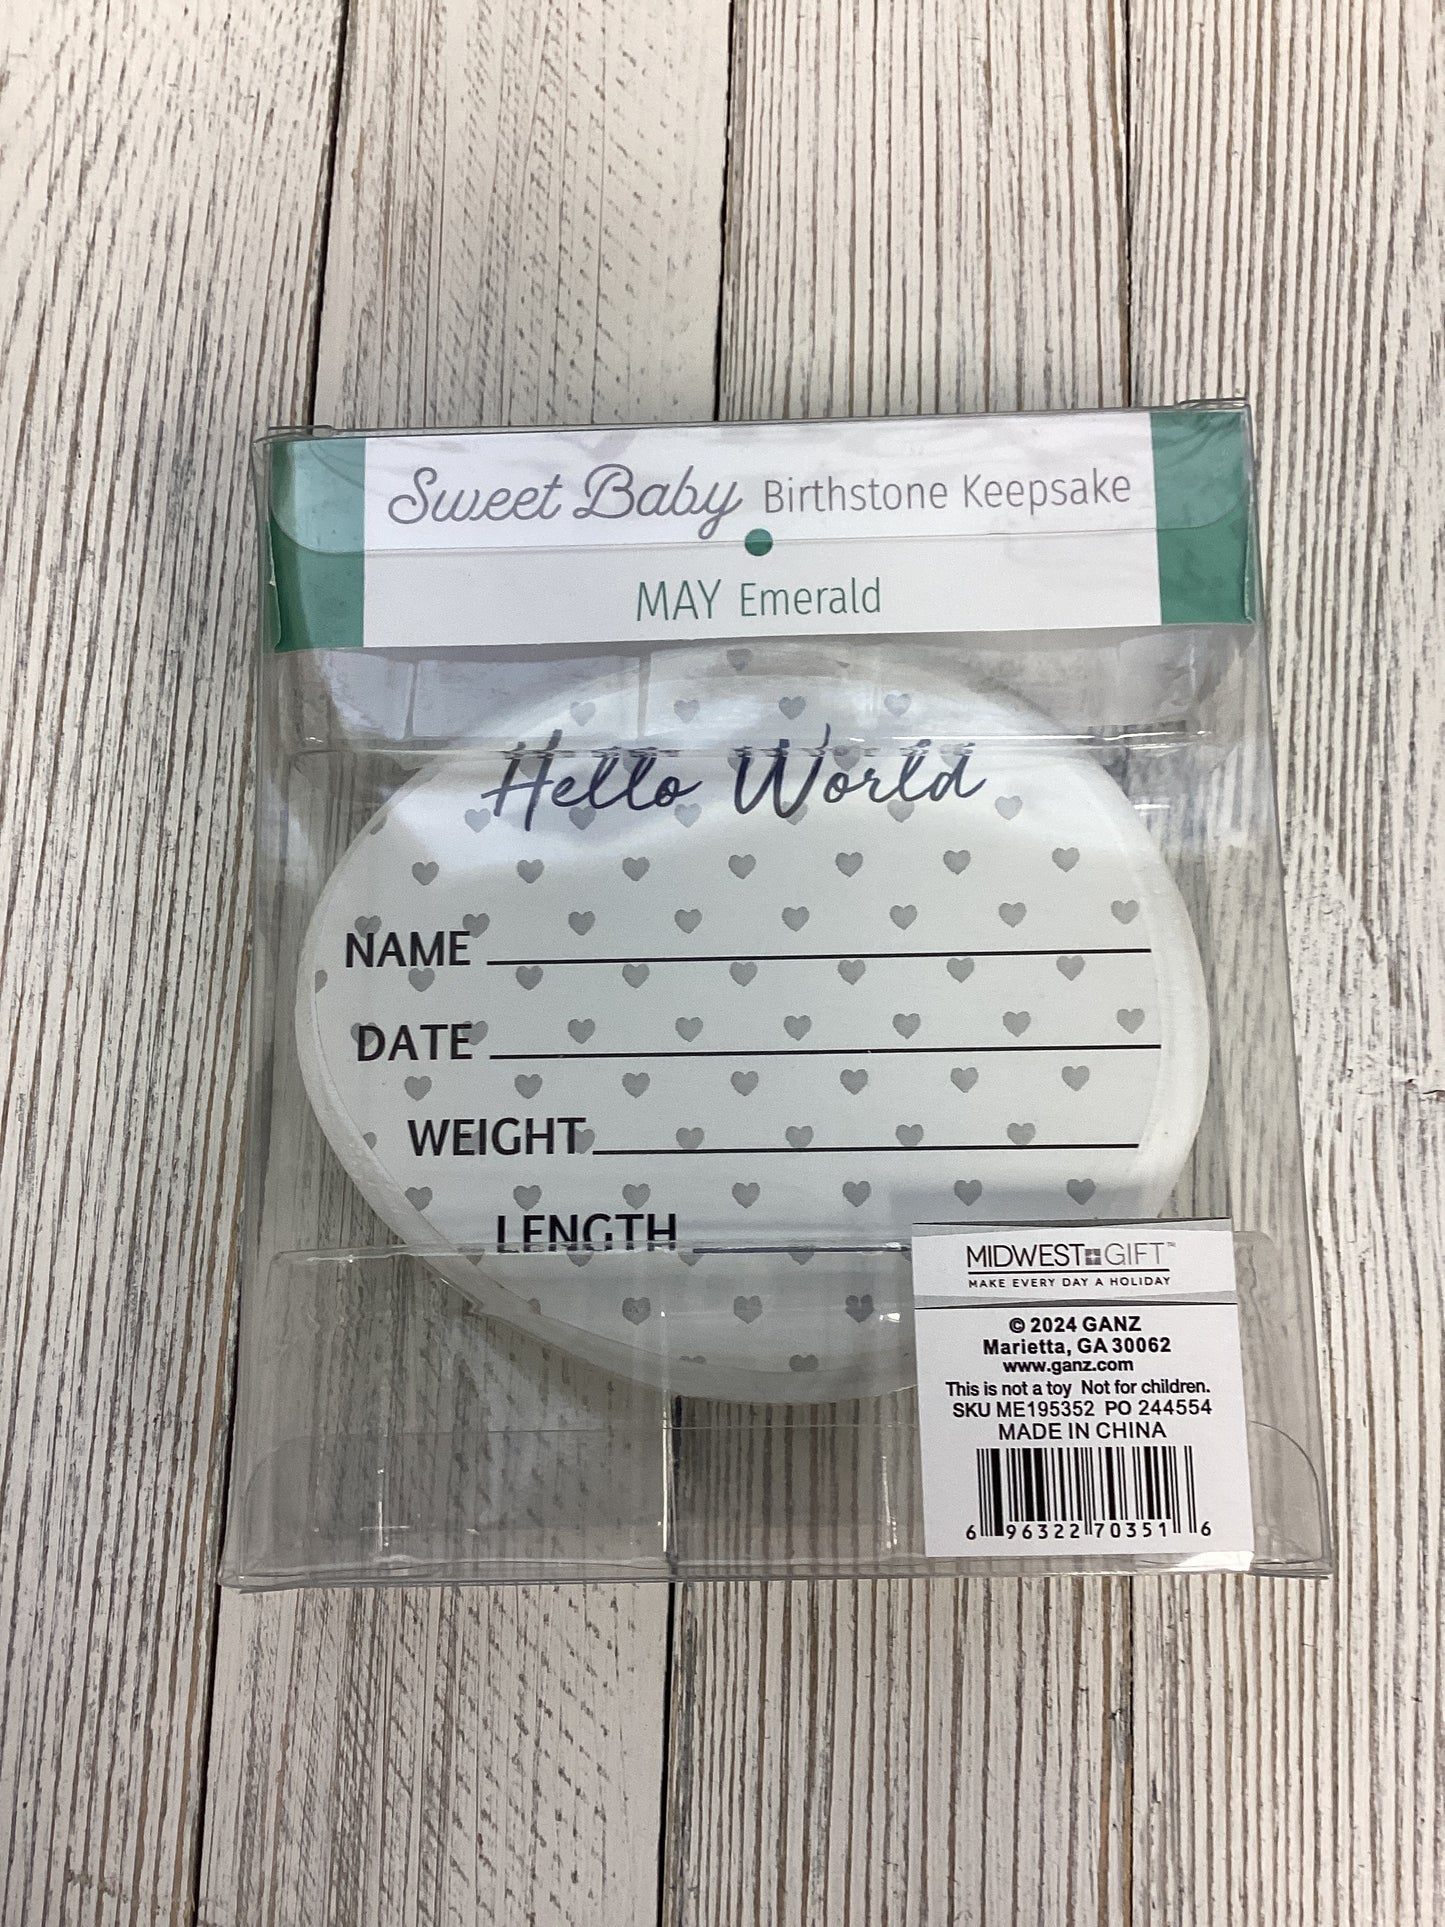 Sweet Baby Birthstone Keepsake
MAY Emerald
Hello World
NAME
DATE
WEIGHT
LENGTH
MIDWEST GIFT™
MAKE EVERY DAY A HOLIDAY
© 2024 GANZ
Marietta, GA 30062
www.ganz.com
This is not a toy Not for children.
SKU ME195352 PO 244554
MADE IN CHINA
6 96322 70351 6